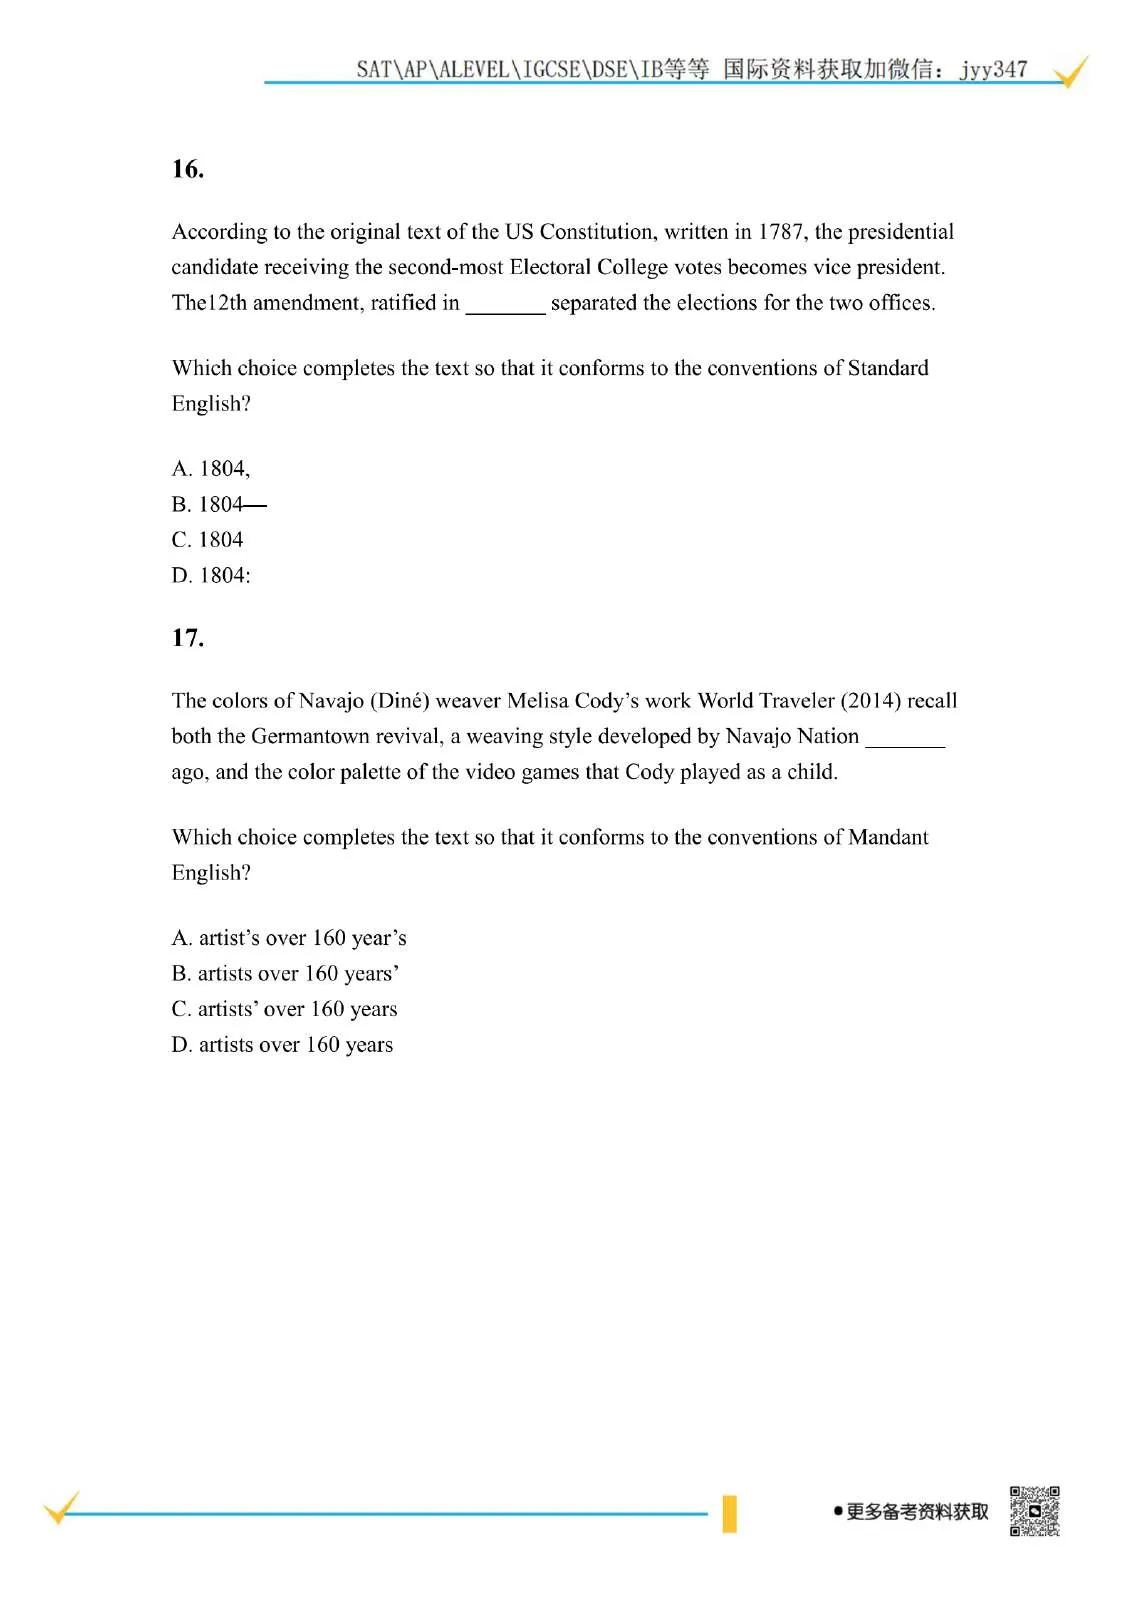 SAT\AP\ALEVEL\IGCSE\DSE\IB等等 国际资料获取加微信：jyy347
16.
According to the original text of the US Constitution, written in 1787, the presidential
candidate receiving the second-most Electoral College votes becomes vice president.
The12th amendment, ratified in _______ separated the elections for the two offices.
Which choice completes the text so that it conforms to the conventions of Standard
English?
A. 1804,
B. 1804—
C. 1804
D. 1804:
17.
The colors of Navajo (Diné) weaver Melisa Cody’s work World Traveler (2014) recall
both the Germantown revival, a weaving style developed by Navajo Nation _______
ago, and the color palette of the video games that Cody played as a child.
Which choice completes the text so that it conforms to the conventions of Mandant
English?
A. artist’s over 160 year’s
B. artists over 160 years’
C. artists’ over 160 years
D. artists over 160 years
●更多备考资料获取